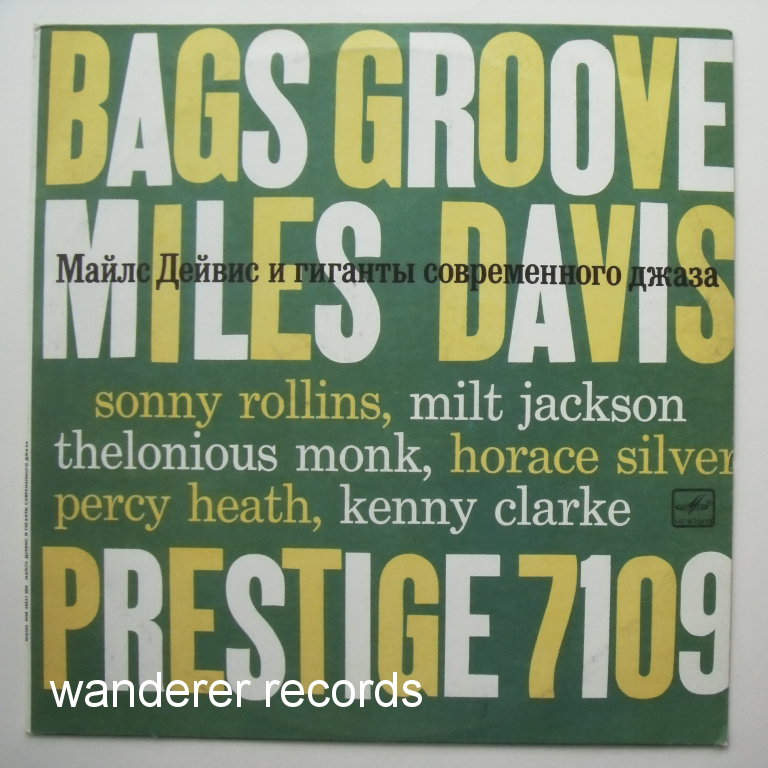 BAGS GROOVE
MILES DAVIS
Майлс Дейвис и гиганты современного джаза
sonny rollins, milt jackson
thelonious monk, horace silver
percy heath, kenny clarke
МЕЛОДИЯ
PRESTIGE 7109
wanderer records